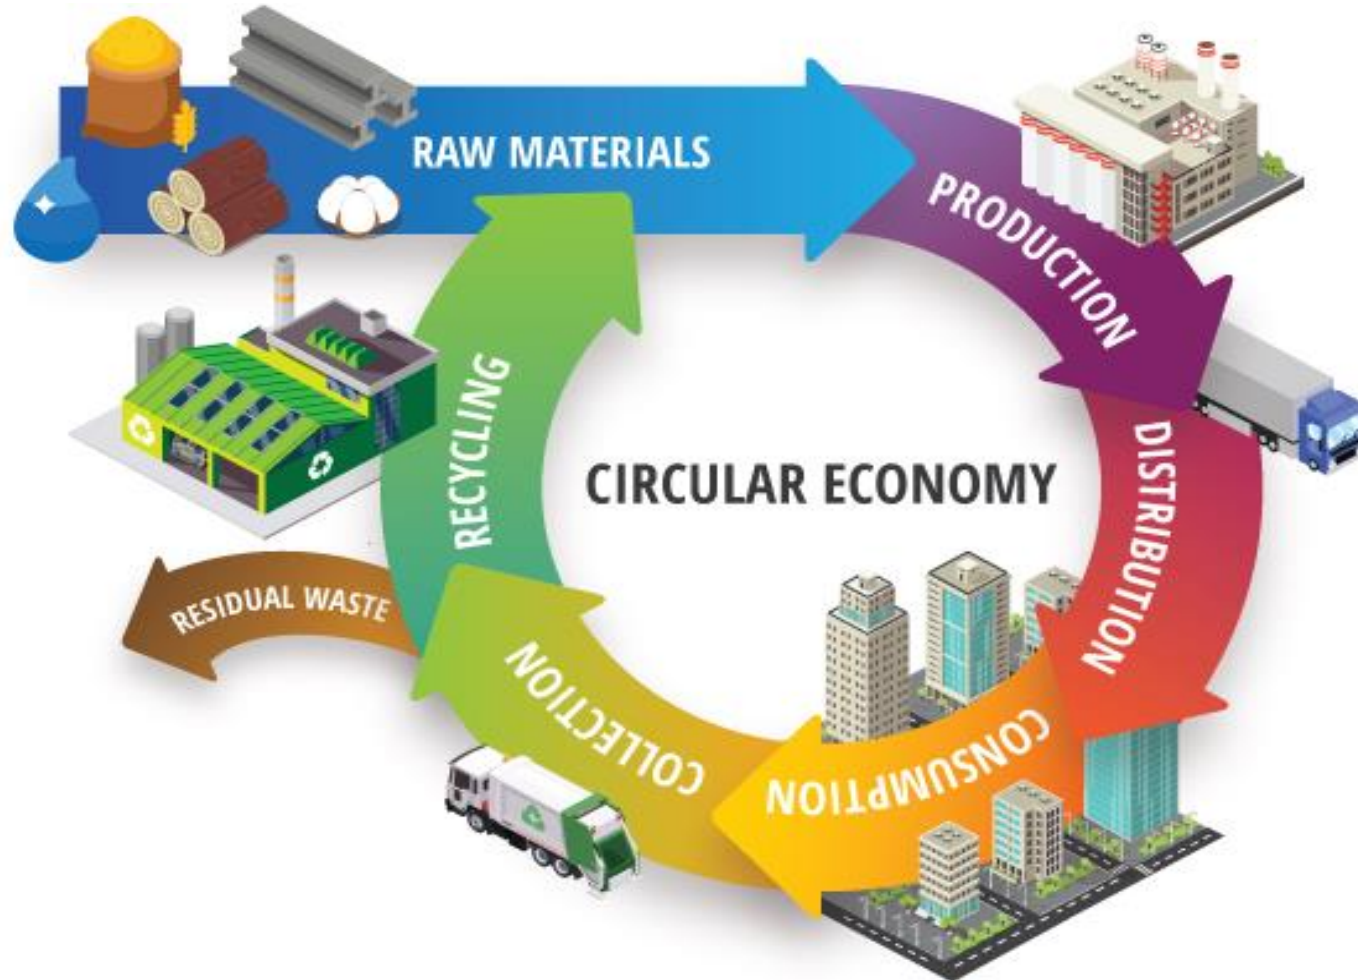 RAW MATERIALS
PRODUCTION
DISTRIBUTION
CONSUMPTION
COLLECTION
RECYCLING
RESIDUAL WASTE
CIRCULAR ECONOMY